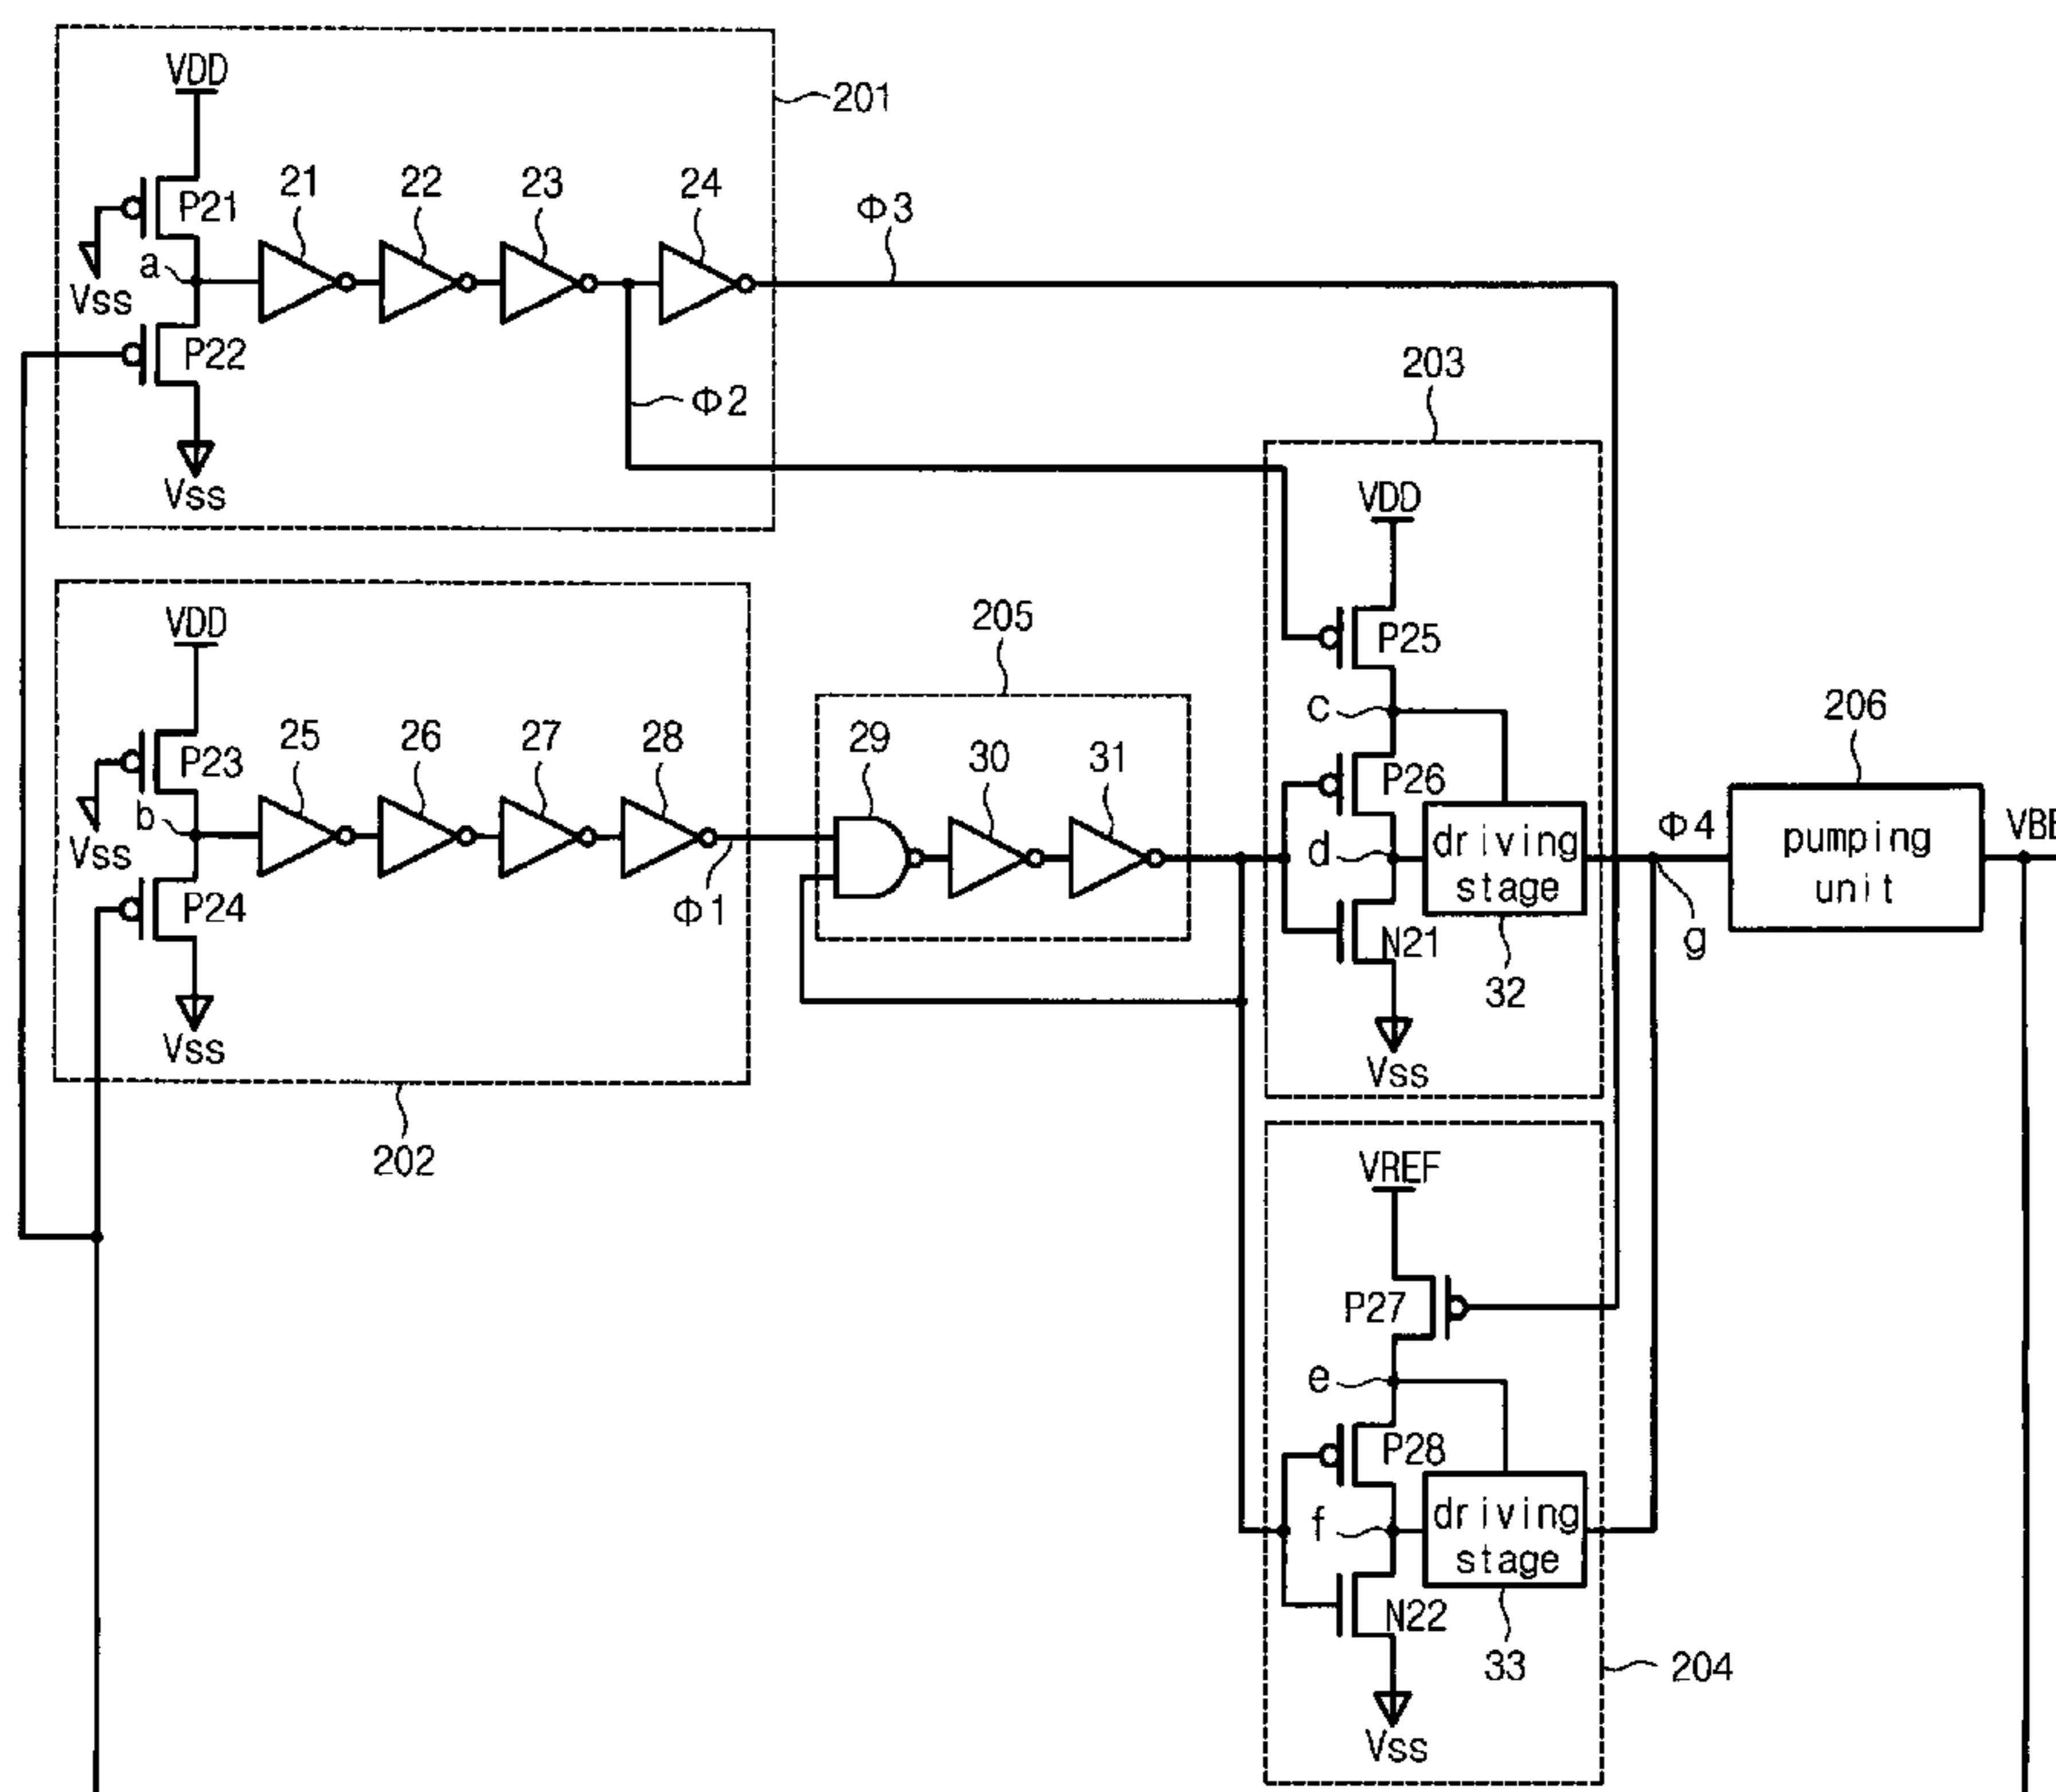 VDD
201
P21
21
22
23
24
Φ3
a
Vss
P22
Φ2
Vss
203
VDD
P25
c
P26
d
driving
stage
N21
32
Vss
VDD
P23
25
26
27
28
b
Vss
P24
Φ1
Vss
202
205
29
30
31
206
Φ4
pumping
unit
g
VREF
P27
e
P28
f
driving
stage
N22
33
204
Vss